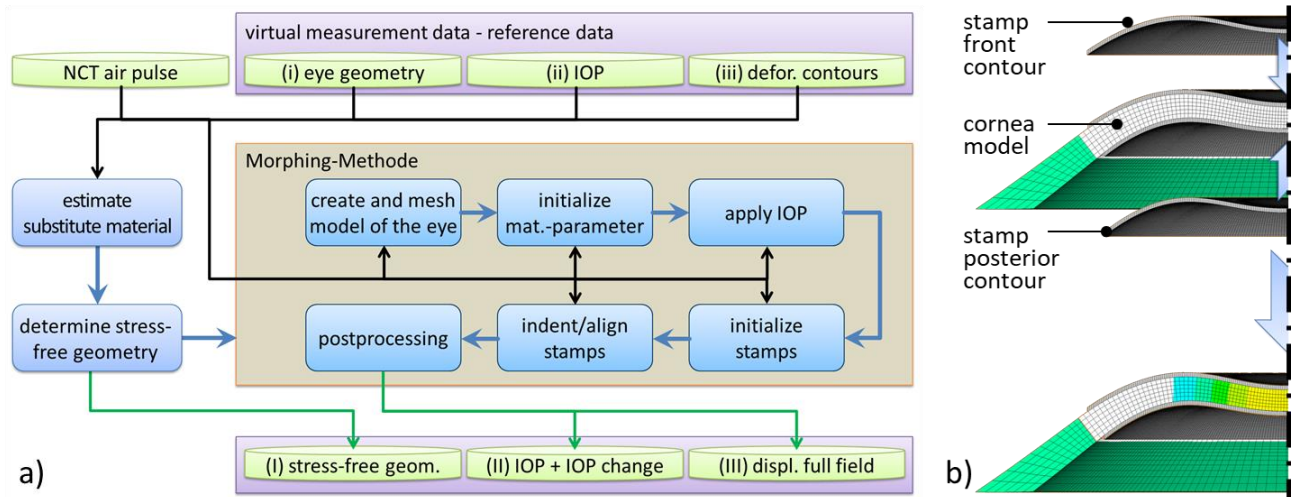 virtual measurement data - reference data
NCT air pulse
(i) eye geometry
(ii) IOP
(iii) defor. contours
Morphing-Methode
estimate
substitute material
create and mesh
model of the eye
initialize
mat.-parameter
apply IOP
determine stress-
free geometry
postprocessing
indent/align
stamps
initialize
stamps
(I) stress-free geom.
(II) IOP + IOP change
(III) displ. full field
a)
stamp
front
contour
cornea
model
stamp
posterior
contour
b)